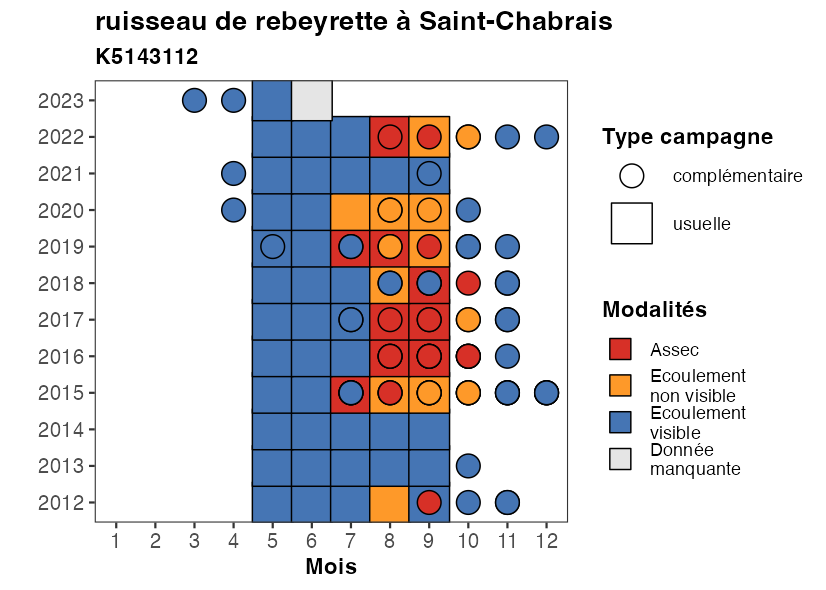 ruisseau de rebeyrette à Saint-Chabrais
K5143112
2023
2022
2021
2020
2019
2018
2017
2016
2015
2014
2013
2012
1 2 3 4 5 6 7 8 9 10 11 12
Mois
Type campagne
complémentaire
usuelle
Modalités
Assec
Ecoulement
non visible
Ecoulement
visible
Donnée
manquante